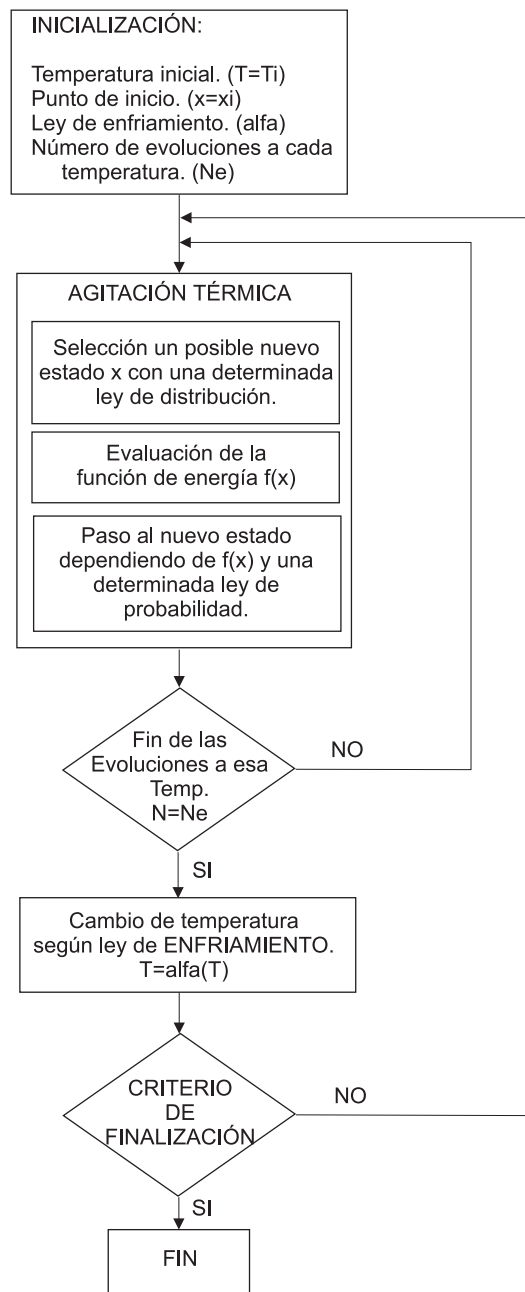 INICIALIZACIÓN:
Temperatura inicial. (T=Ti)
Punto de inicio. (x=xi)
Ley de enfriamiento. (alfa)
Número de evoluciones a cada
temperatura. (Ne)
AGITACIÓN TÉRMICA
Selección un posible nuevo
estado x con una determinada
ley de distribución.
Evaluación de la
función de energía f(x)
Paso al nuevo estado
dependiendo de f(x) y una
determinada ley de
probabilidad.
Fin de las
Evoluciones a esa
Temp.
N=Ne
NO
SI
Cambio de temperatura
según ley de ENFRIAMIENTO.
T=alfa(T)
CRITERIO
DE
FINALIZACIÓN
NO
SI
FIN